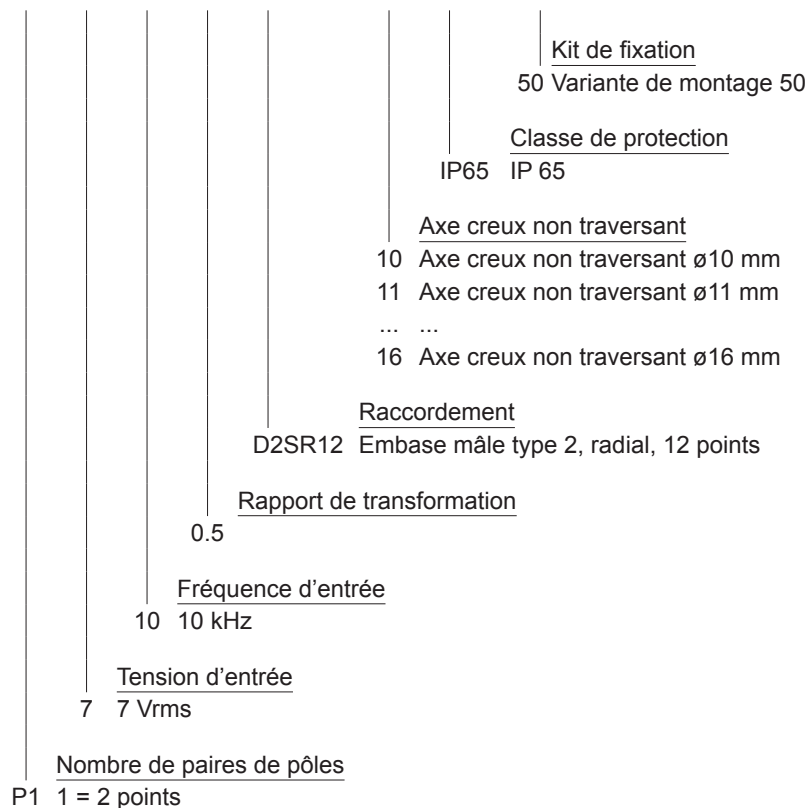 Kit de fixation
50 Variante de montage 50
Classe de protection
IP65 IP 65
Axe creux non traversant
10 Axe creux non traversant ø10 mm
11 Axe creux non traversant ø11 mm
... ...
16 Axe creux non traversant ø16 mm
Raccordement
D2SR12 Embase mâle type 2, radial, 12 points
Rapport de transformation
0.5
Fréquence d’entrée
10 10 kHz
Tension d’entrée
7 7 Vrms
Nombre de paires de pôles
P1 1 = 2 points